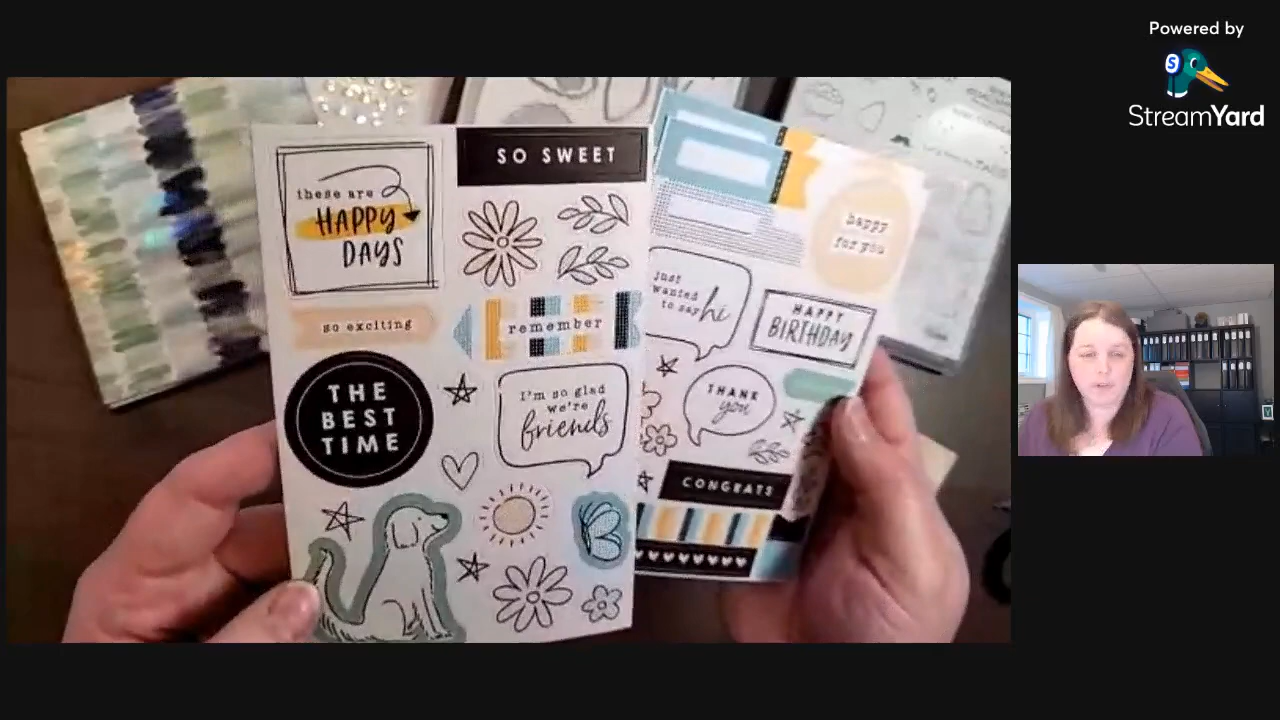 Powered by
S
StreamYard
these are
HAPPY
DAYS
SO SWEET
so exciting
remember
THE
BEST
TIME
I'm so glad
we're
friends
happy
for you
just
wanted
to say hi
HAPPY
BIRTHDAY
THANK
you
CONGRATS